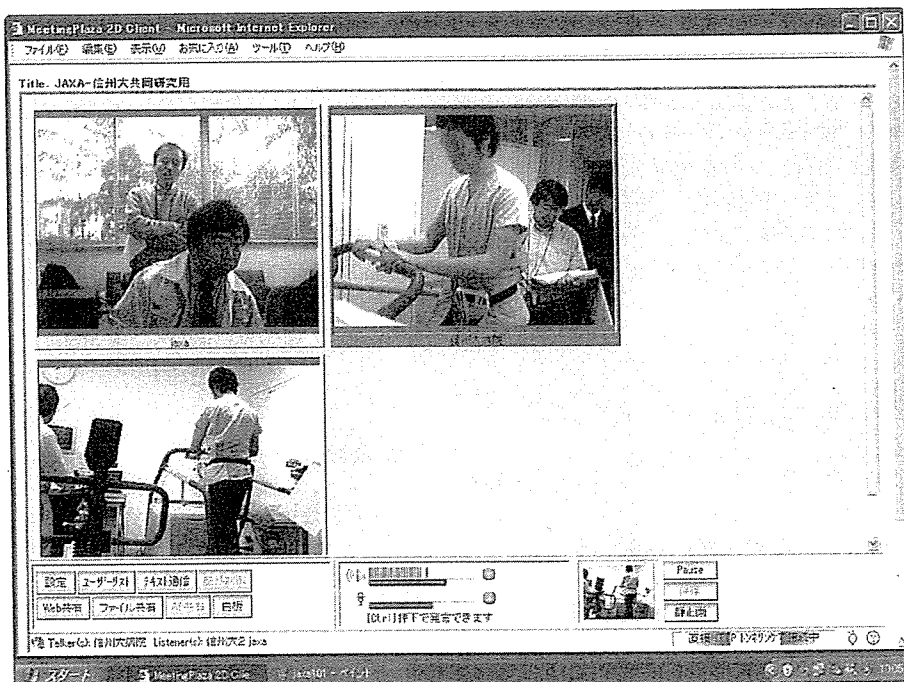 MeetingPlaza 2D Client - Microsoft Internet Explorer
ファイル(F) 編集(E) 表示(V) お気に入り(A) ツール(T) ヘルプ(H)
Title. JAXA-信州大共同研究用
jaxa
設定 ユーザーリスト テキスト通信
Web共有 ファイル共有 白板
[Ctrl]押下で発言できます
Pause
静止画
Talker(s): 信州大病院 Listener(s): 信州大2 jaxa
スタート
MeetingPlaza 2D Clie...
jaxa101 - ペイント